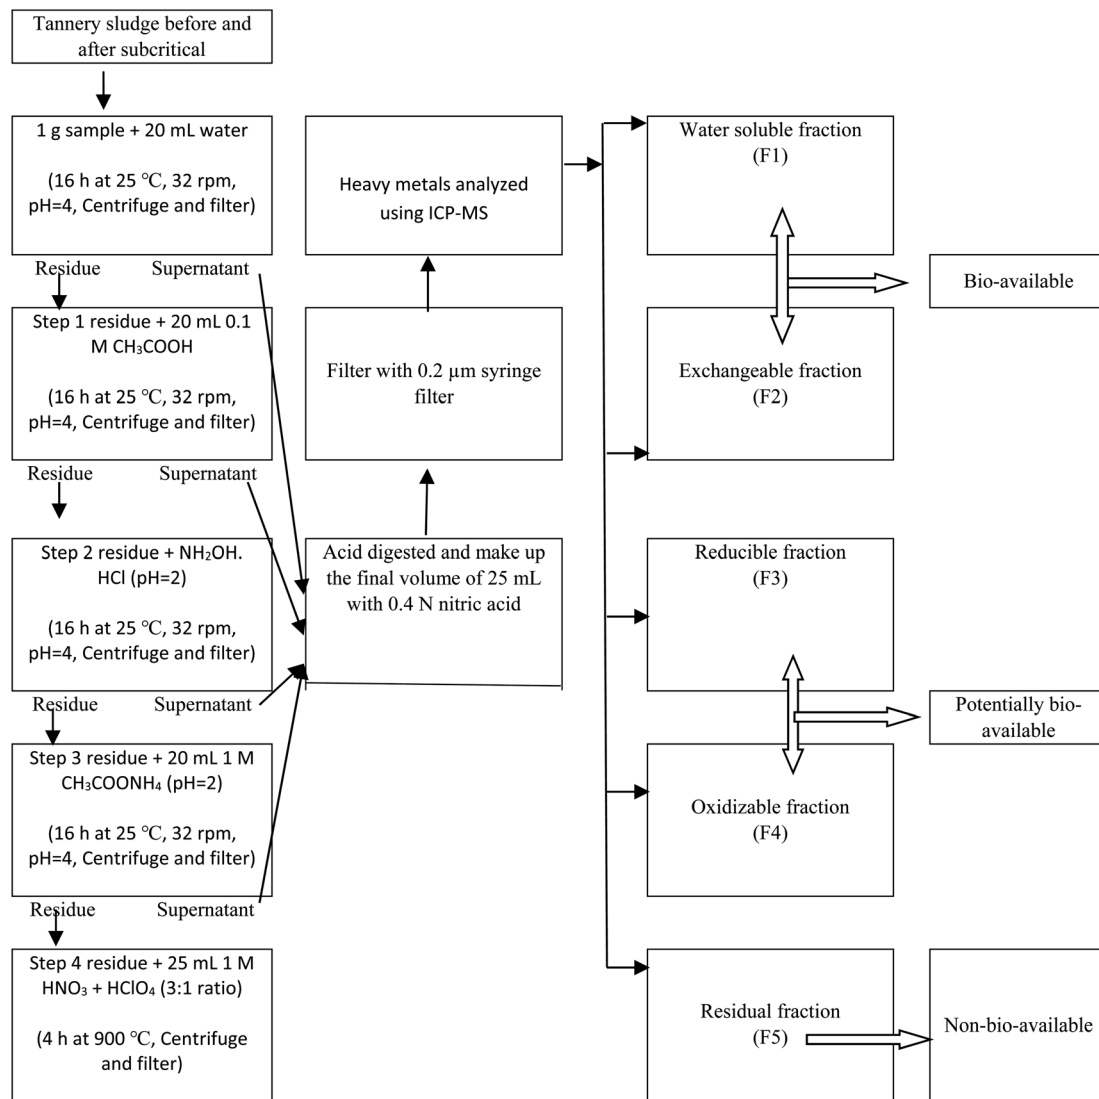 Tannery sludge before and
after subcritical
1 g sample + 20 mL water
(16 h at 25 ℃, 32 rpm,
pH=4, Centrifuge and filter)
Residue
Supernatant
Step 1 residue + 20 mL 0.1
M CH₃COOH
(16 h at 25 ℃, 32 rpm,
pH=4, Centrifuge and filter)
Residue
Supernatant
Step 2 residue + NH₂OH.
HCl (pH=2)
(16 h at 25 ℃, 32 rpm,
pH=4, Centrifuge and filter)
Residue
Supernatant
Step 3 residue + 20 mL 1 M
CH₃COONH₄ (pH=2)
(16 h at 25 ℃, 32 rpm,
pH=4, Centrifuge and filter)
Residue
Supernatant
Step 4 residue + 25 mL 1 M
HNO₃ + HClO₄ (3:1 ratio)
(4 h at 900 ℃, Centrifuge
and filter)
Heavy metals analyzed
using ICP-MS
Filter with 0.2 µm syringe
filter
Acid digested and make up
the final volume of 25 mL
with 0.4 N nitric acid
Water soluble fraction
(F1)
Exchangeable fraction
(F2)
Reducible fraction
(F3)
Oxidizable fraction
(F4)
Residual fraction
(F5)
Bio-available
Potentially bio-
available
Non-bio-available